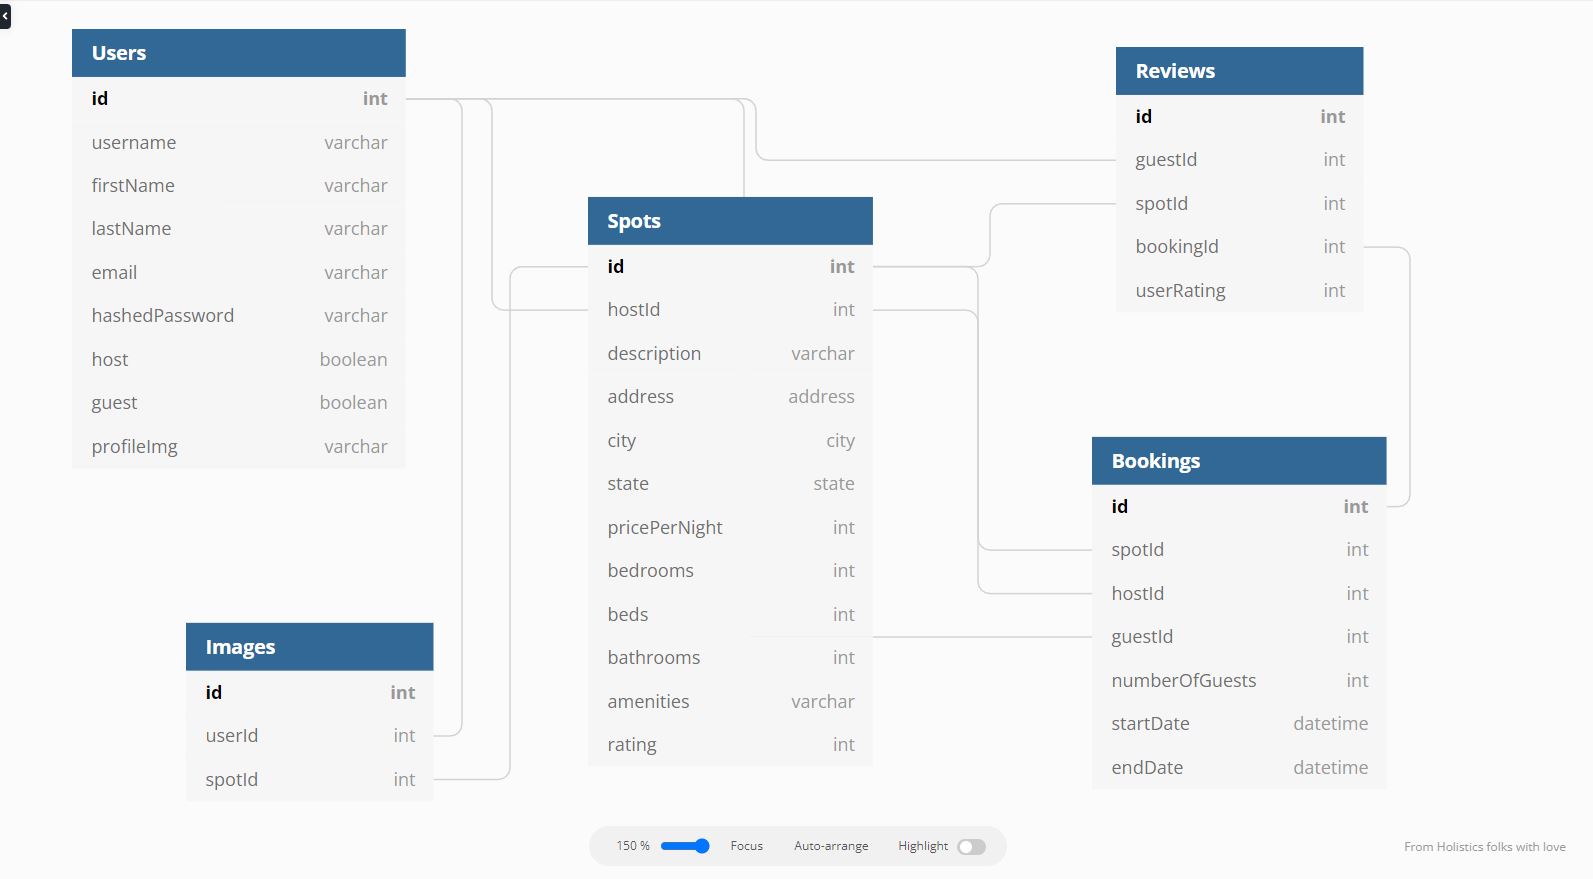 Users
id int
username varchar
firstName varchar
lastName varchar
email varchar
hashedPassword varchar
host boolean
guest boolean
profileImg varchar
Images
id int
userId int
spotId int
Spots
id int
hostId int
description varchar
address address
city city
state state
pricePerNight int
bedrooms int
beds int
bathrooms int
amenities varchar
rating int
Reviews
id int
guestId int
spotId int
bookingId int
userRating int
Bookings
id int
spotId int
hostId int
guestId int
numberOfGuests int
startDate datetime
endDate datetime
150 % Focus Auto-arrange Highlight
From Holistics folks with love